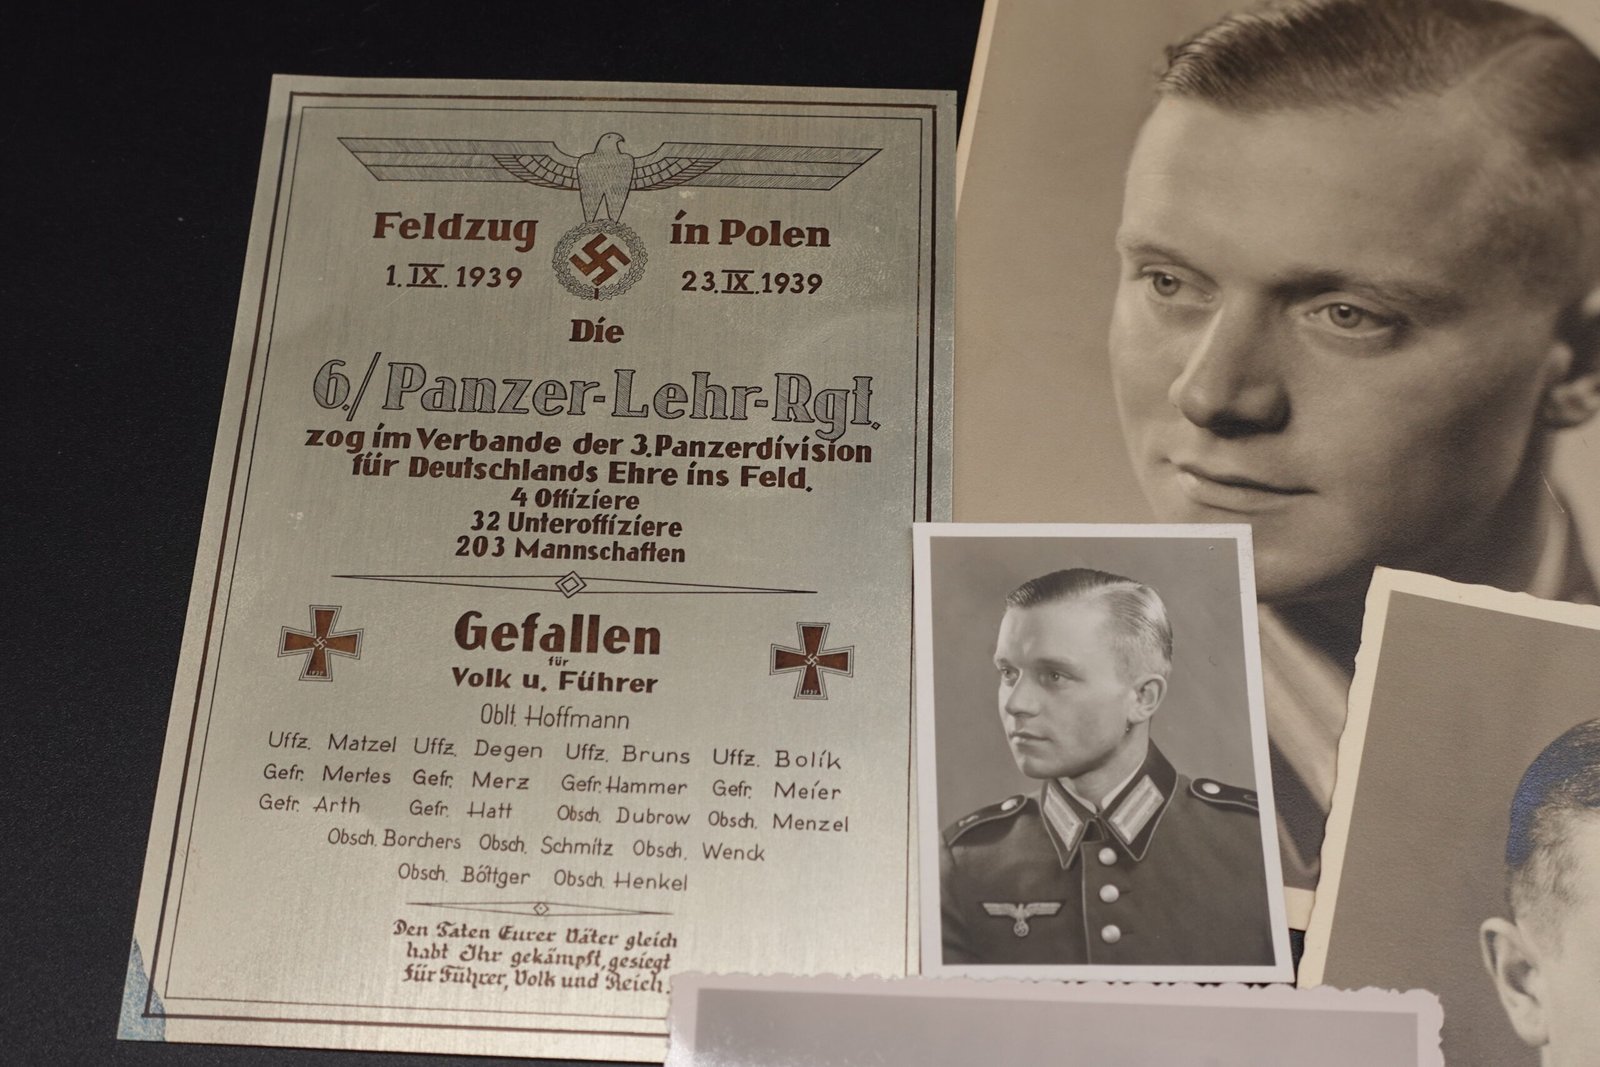 Feldzug in Polen
1.IX.1939 23.IX.1939
Die
6./Panzer-Lehr-Rgt.
zog im Verbande der 3.Panzerdivision
für Deutschlands Ehre ins Feld.
4 Offiziere
32 Unteroffiziere
203 Mannschaften
Gefallen
für
Volk u. Führer
1939 1939
Oblt. Hoffmann
Uffz. Matzel Uffz. Degen Uffz. Bruns Uffz. Bolik
Gefr. Mertes Gefr. Merz Gefr. Hammer Gefr. Meier
Gefr. Arth Gefr. Hatt Obsch. Dubrow Obsch. Menzel
Obsch. Borchers Obsch. Schmitz Obsch. Wenck
Obsch. Böttger Obsch. Henkel
Den Taten Eurer Väter gleich
habt Ihr gekämpft, gesiegt
für Führer, Volk und Reich.